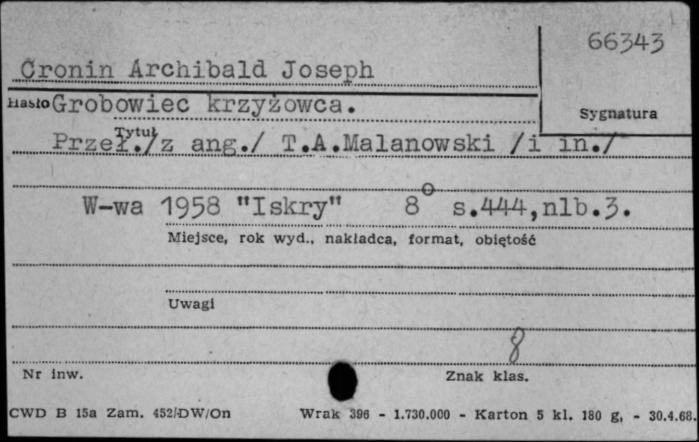 66343
Cronin Archibald Joseph
Sygnatura
Hasło Grobowiec krzyżowca.
Tytuł
Przeł./z ang./ T.A.Malanowski /i in./
W-wa 1958 "Iskry" 8° s.444,nlb.3.
Miejsce, rok wyd., nakładca, format, objętość
Uwagi
8
Nr inw.
Znak klas.
CWD B 15a Zam. 452/DW/On Wrak 396 - 1.730.000 - Karton 5 kl. 180 g, - 30.4.68.